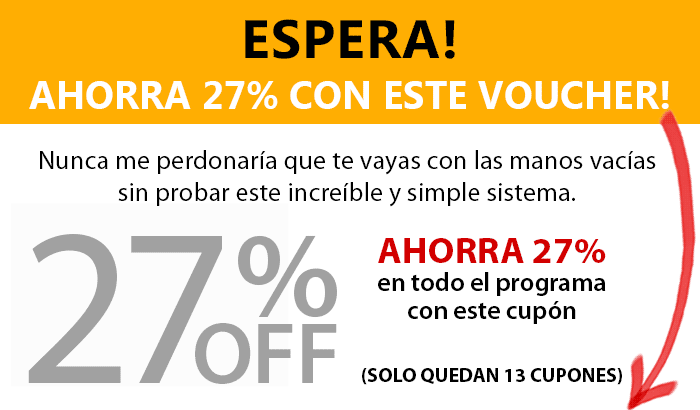 ESPERA!
AHORRA 27% CON ESTE VOUCHER!
Nunca me perdonaría que te vayas con las manos vacías
sin probar este increíble y simple sistema.
27% OFF
AHORRA 27%
en todo el programa
con este cupón
(SOLO QUEDAN 13 CUPONES)